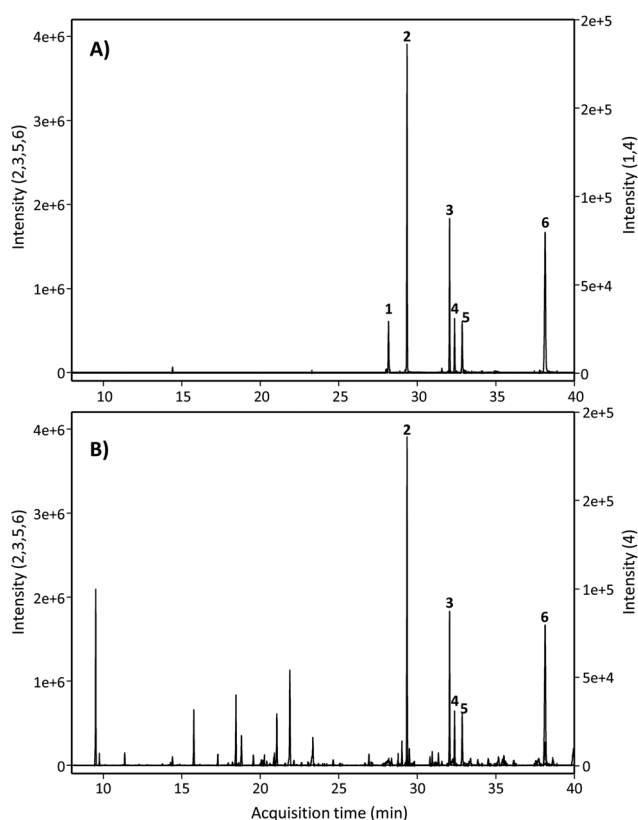 A)
Intensity (2,3,5,6)
4e+6
3e+6
2e+6
1e+6
0
2e+5
2e+5
1e+5
5e+4
0
Intensity (1,4)
1
2
3
4
5
6
10 15 20 25 30 35 40
B)
Intensity (2,3,5,6)
4e+6
3e+6
2e+6
1e+6
0
2e+5
2e+5
1e+5
5e+4
0
Intensity (4)
2
3
4
5
6
10 15 20 25 30 35 40
Acquisition time (min)